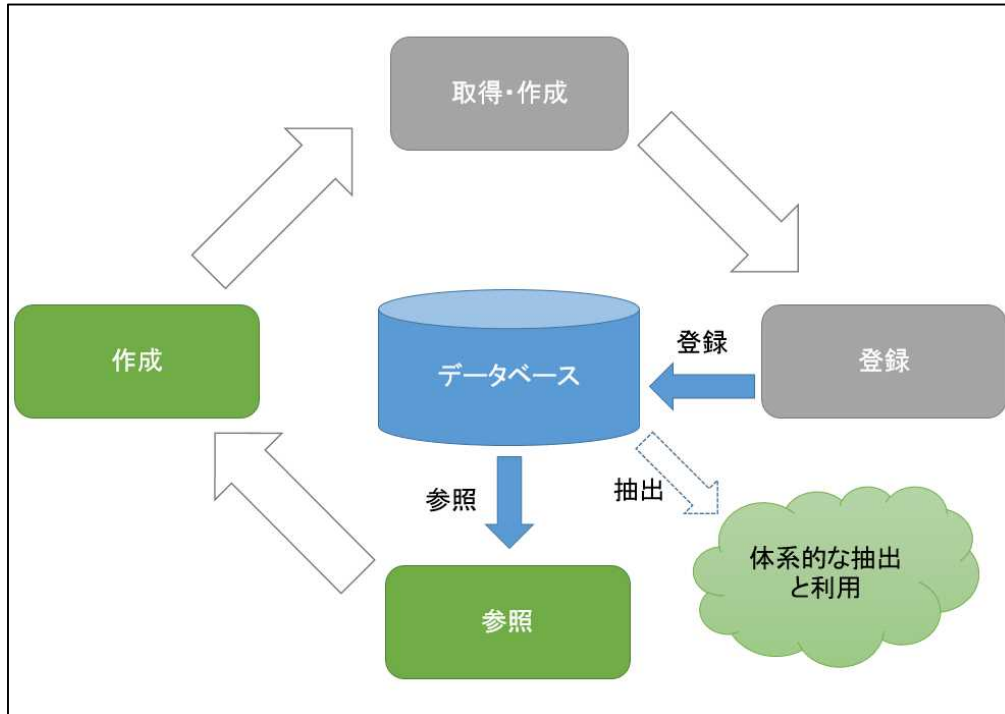 取得・作成
作成
データベース
登録
登録
参照
抽出
体系的な抽出
と利用
参照